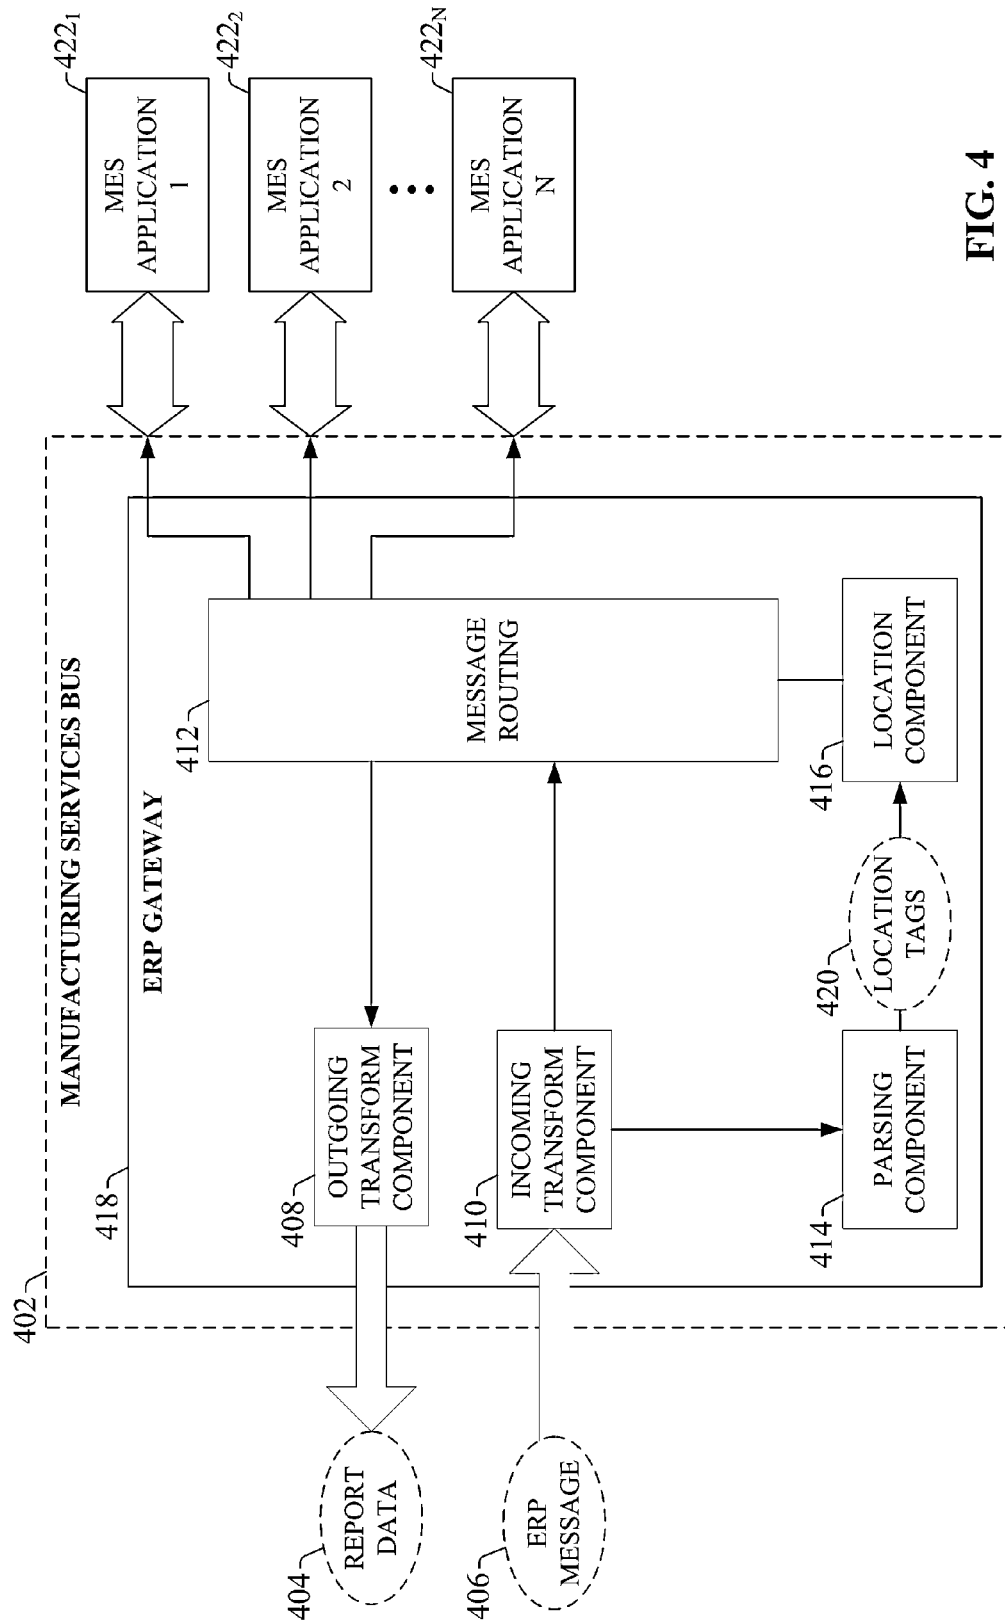 402
MANUFACTURING SERVICES BUS
418
ERP GATEWAY
404
REPORT
DATA
408
OUTGOING
TRANSFORM
COMPONENT
412
MESSAGE
ROUTING
406
ERP
MESSAGE
410
INCOMING
TRANSFORM
COMPONENT
414
PARSING
COMPONENT
420
LOCATION
TAGS
416
LOCATION
COMPONENT
422₁
MES
APPLICATION
1
422₂
MES
APPLICATION
2
422N
MES
APPLICATION
N
FIG. 4